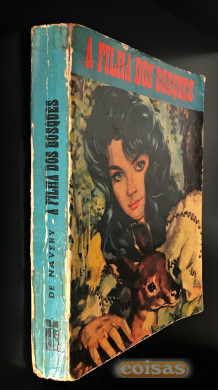 A FILHA DOS BOSQUES
DE NAVERY - A FILHA DOS BOSQUES
coisas